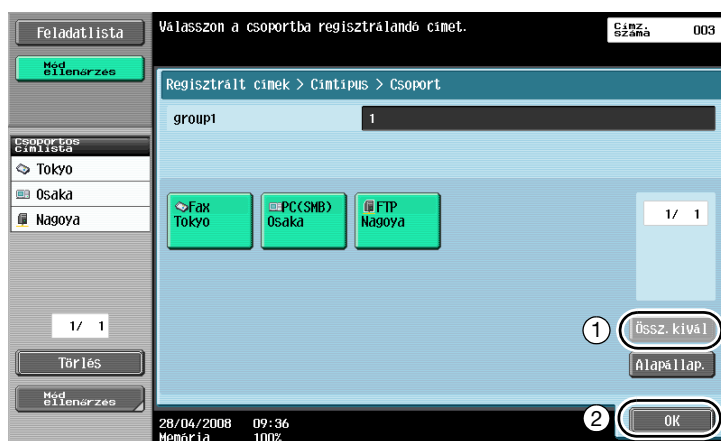 Feladatlista
Válasszon a csoportba regisztrálandó címet.
Címz.
száma
003
Mód
ellenőrzés
Regisztrált címek > Címtípus > Csoport
group1
1
Csoportos
címlista
Tokyo
Osaka
Nagoya
Fax
Tokyo
PC(SMB)
Osaka
FTP
Nagoya
1/ 1
1
Össz.kivál
1/ 1
Törlés
Alapállap.
Mód
ellenőrzés
2
OK
28/04/2008 09:36
Memória 100%